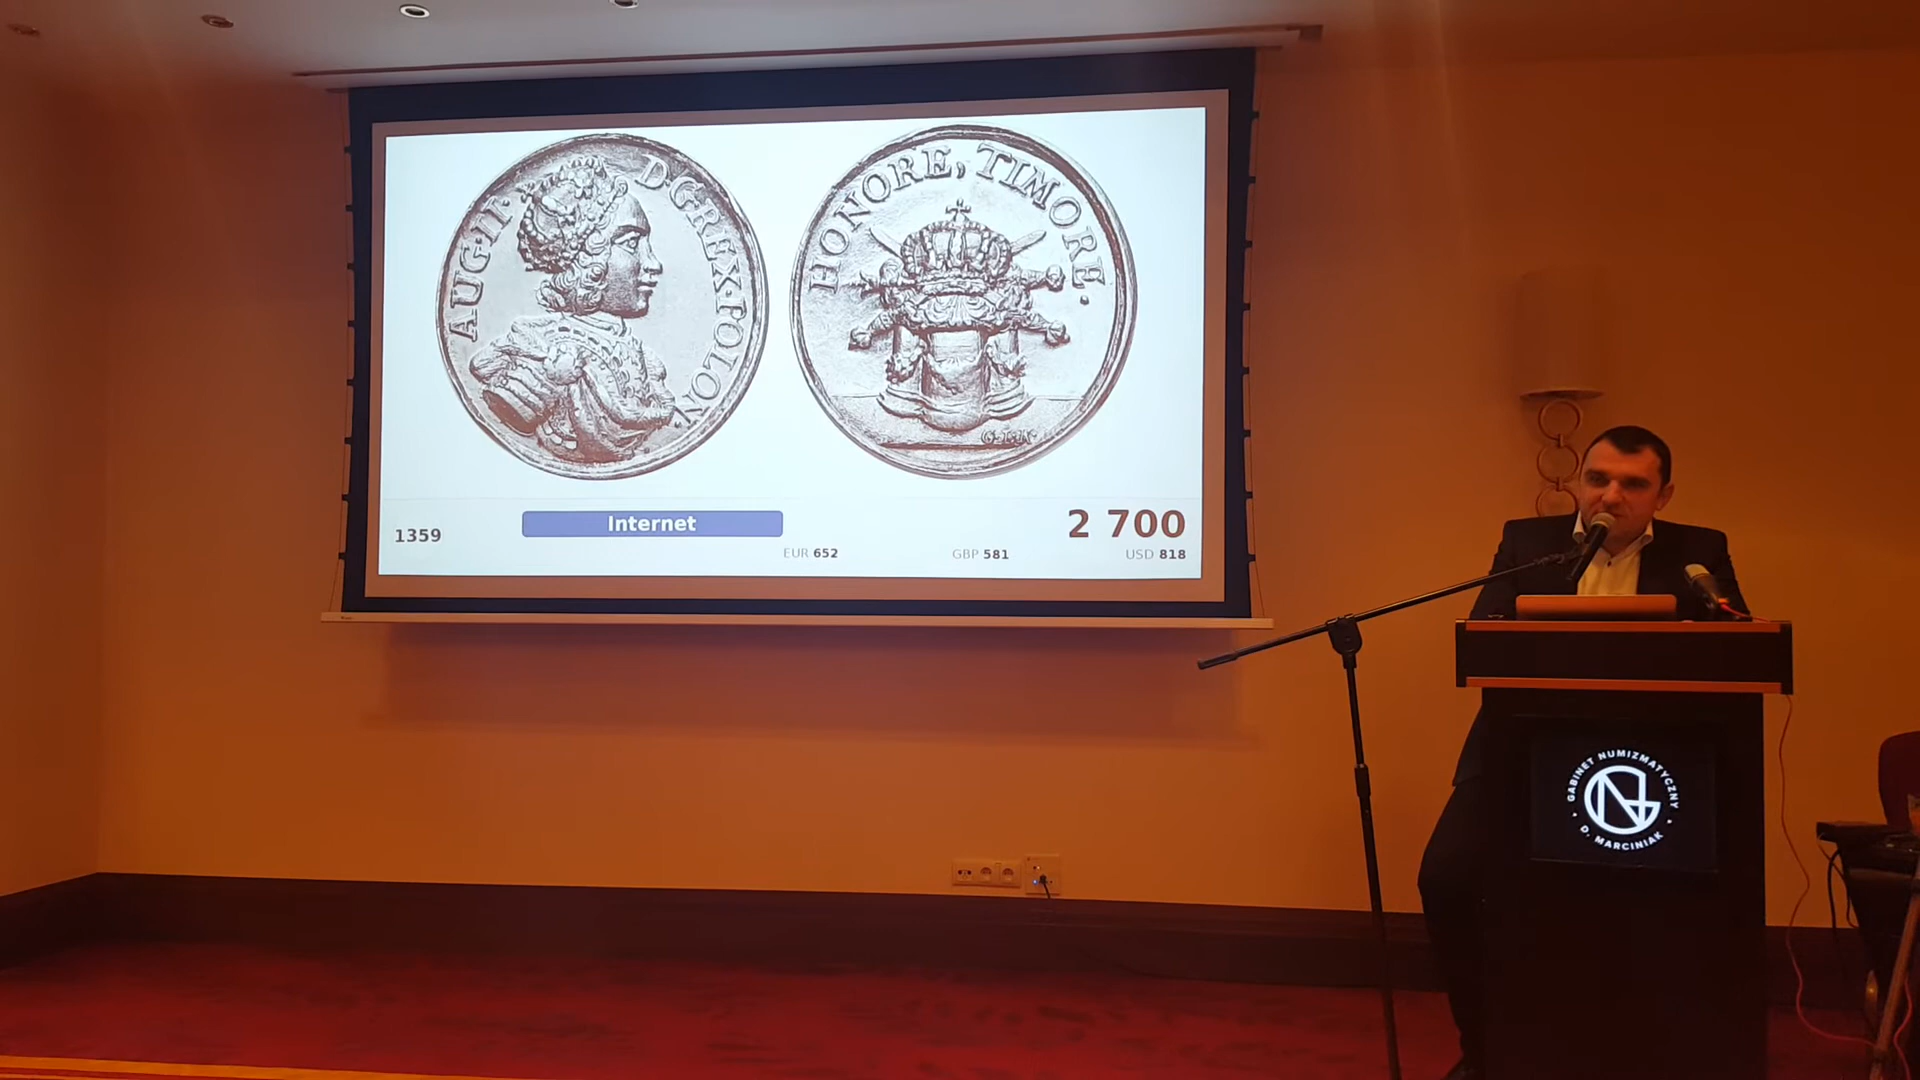 AUG·II· D·G·REX·POLON·
HONORE, TIMORE.
1359
Internet
2 700
EUR 652
GBP 581
USD 818
GABINET NUMIZMATYCZNY
D. MARCINIAK